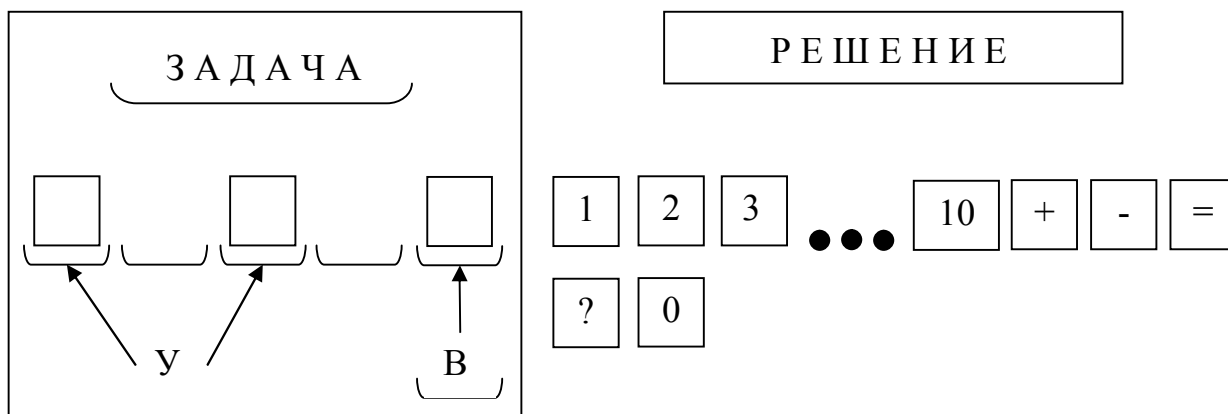 З А Д А Ч А
У В
Р Е Ш Е Н И Е
1 2 3 ●●● 10 + - =
? 0